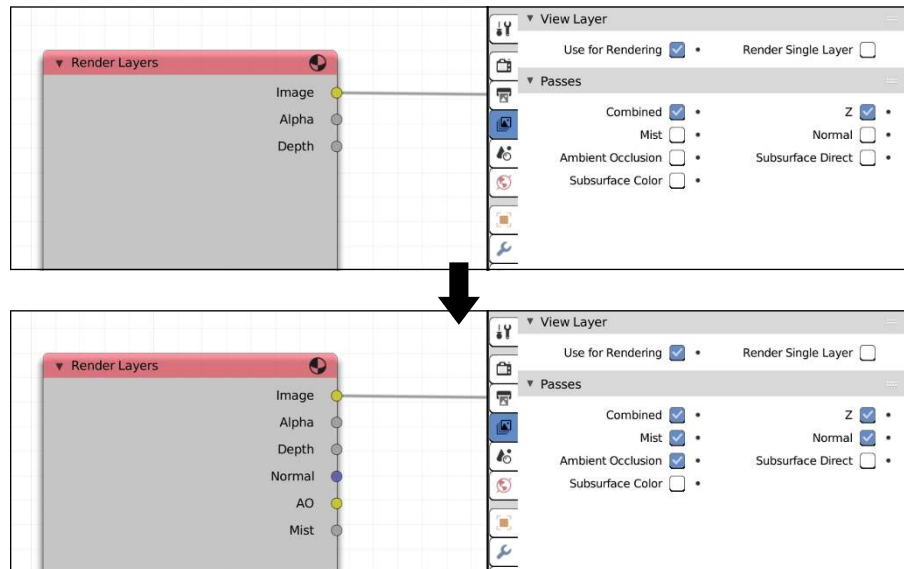 View Layer
Use for Rendering Render Single Layer
Passes
Combined Z
Mist Normal
Ambient Occlusion Subsurface Direct
Subsurface Color
Render Layers
Image
Alpha
Depth
View Layer
Use for Rendering Render Single Layer
Passes
Combined Z
Mist Normal
Ambient Occlusion Subsurface Direct
Subsurface Color
Render Layers
Image
Alpha
Depth
Normal
AO
Mist